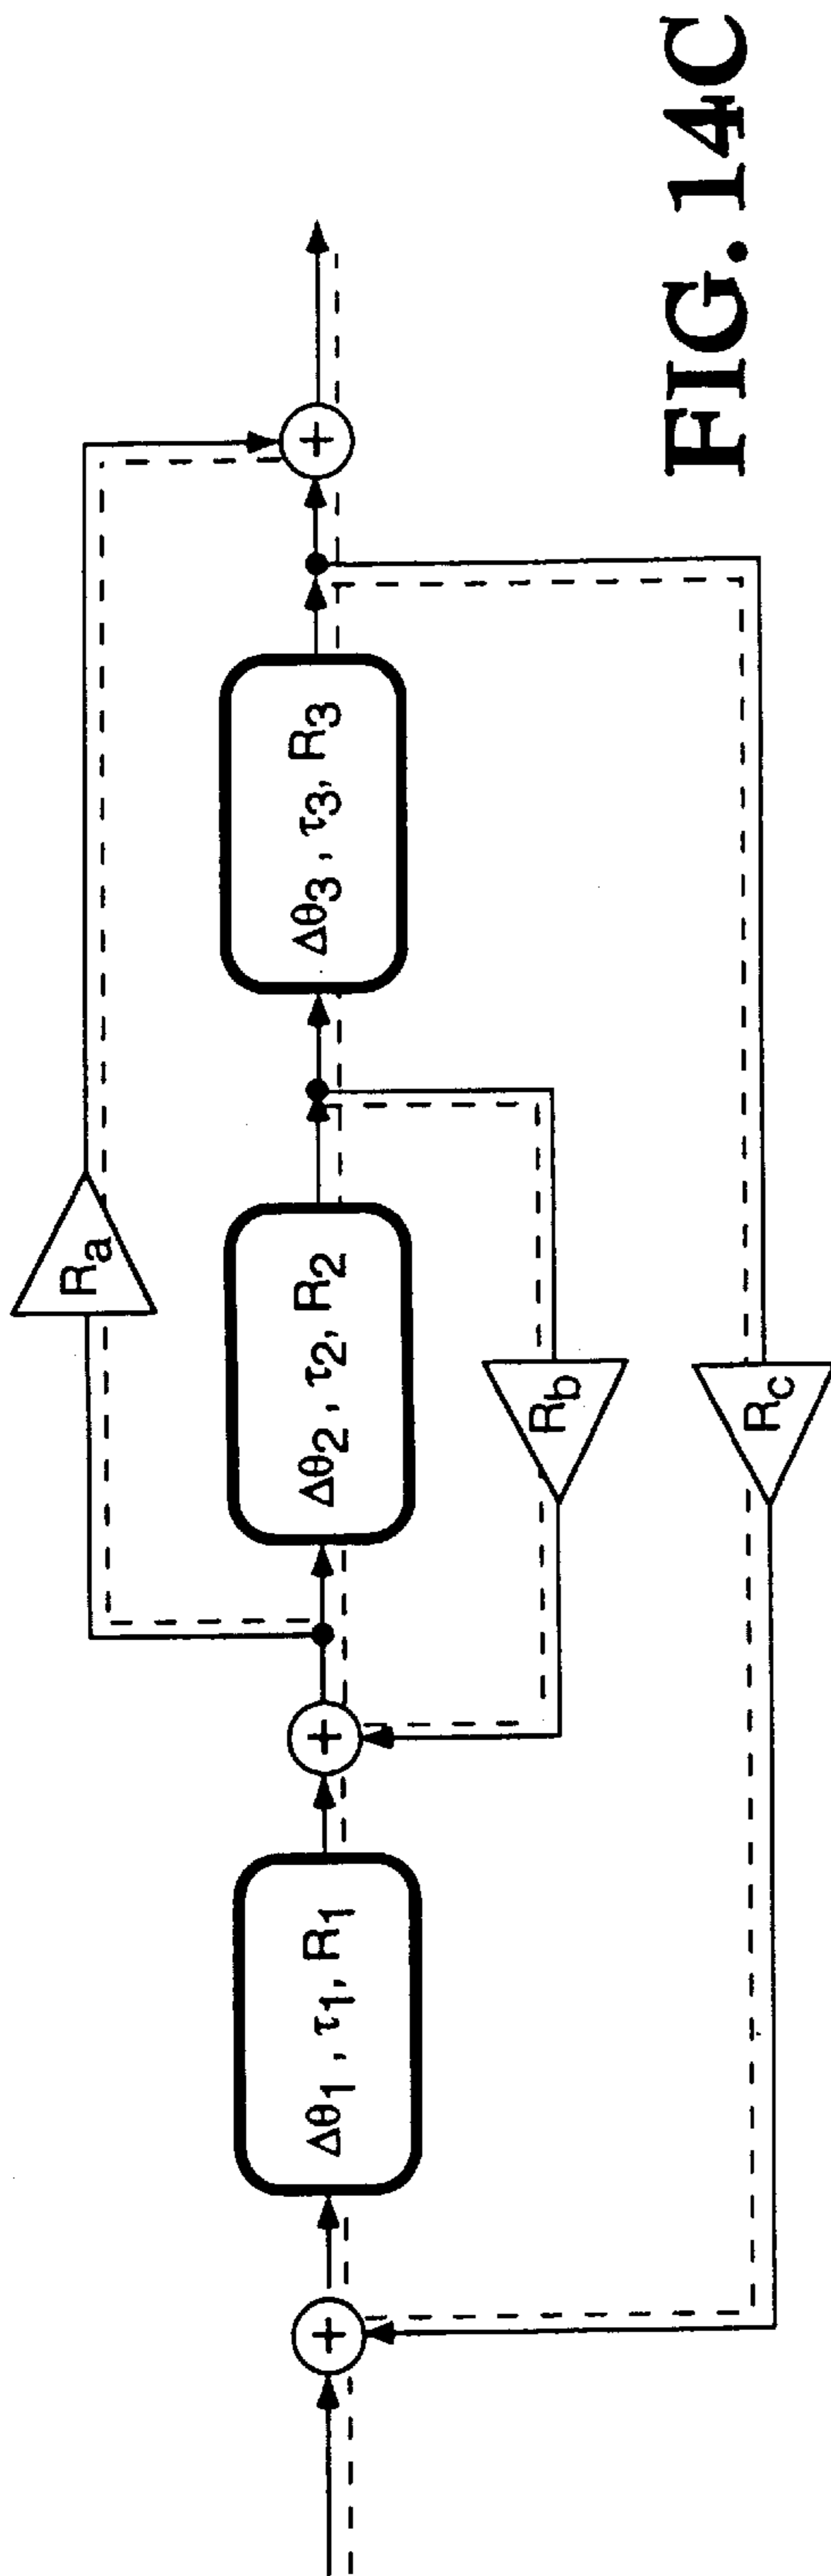 Ra
+
Δθ1, τ1, R1
+
Δθ2, τ2, R2
Δθ3, τ3, R3
+
Rb
Rc
FIG. 14C